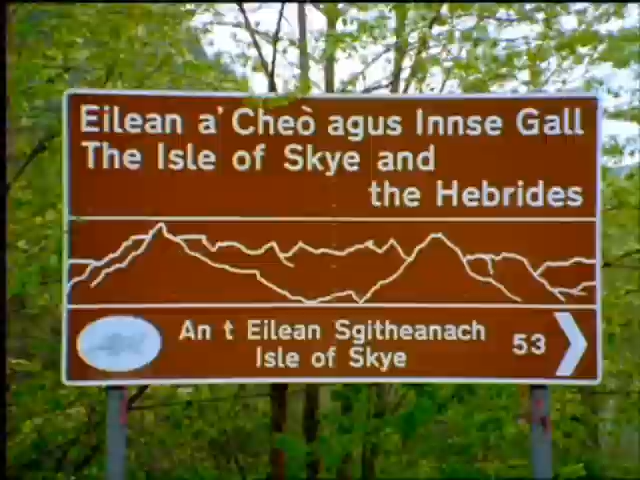 Eilean a' Cheò agus Innse Gall
The Isle of Skye and
the Hebrides
An t Eilean Sgitheanach
Isle of Skye
53